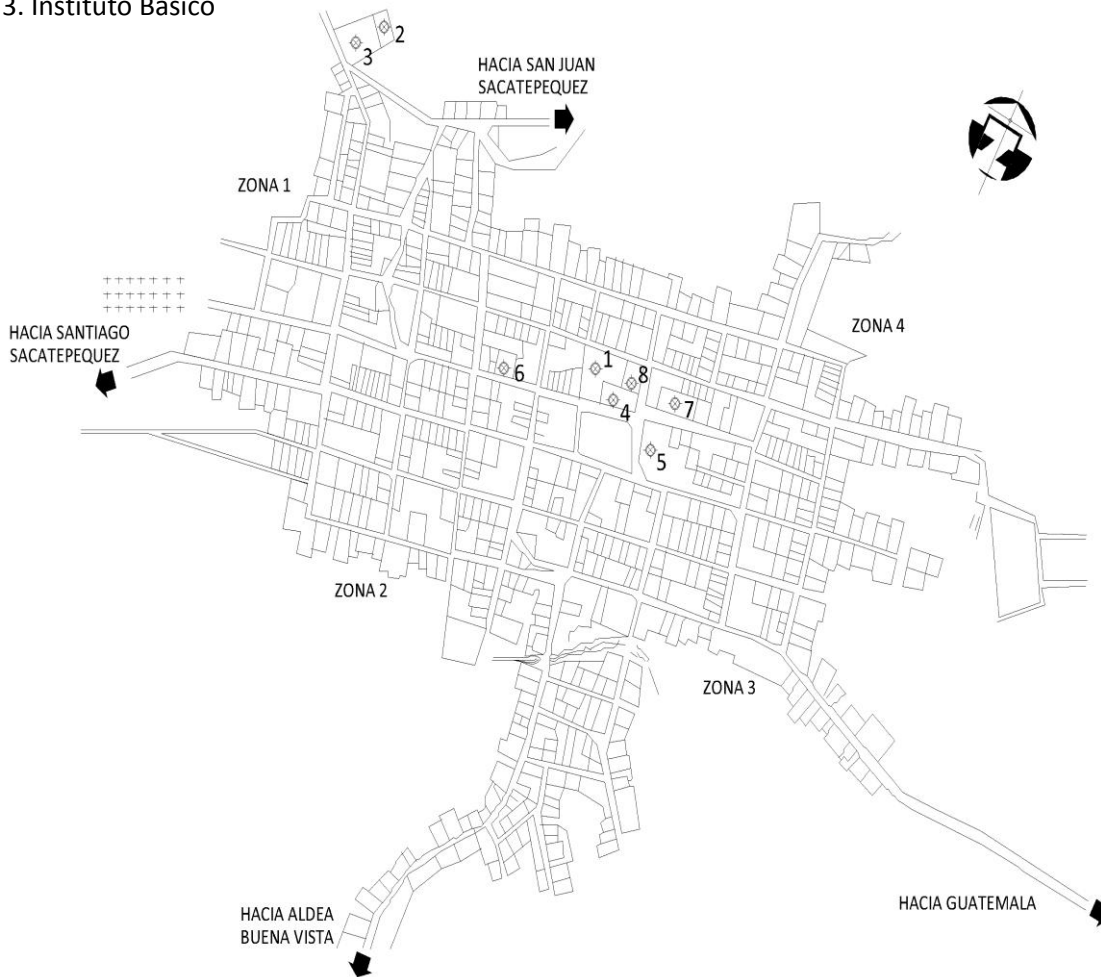 3. Instituto Básico
2
3
HACIA SAN JUAN
SACATEPEQUEZ
ZONA 1
ZONA 4
HACIA SANTIAGO
SACATEPEQUEZ
1
6
8
4
7
5
ZONA 2
ZONA 3
HACIA GUATEMALA
HACIA ALDEA
BUENA VISTA